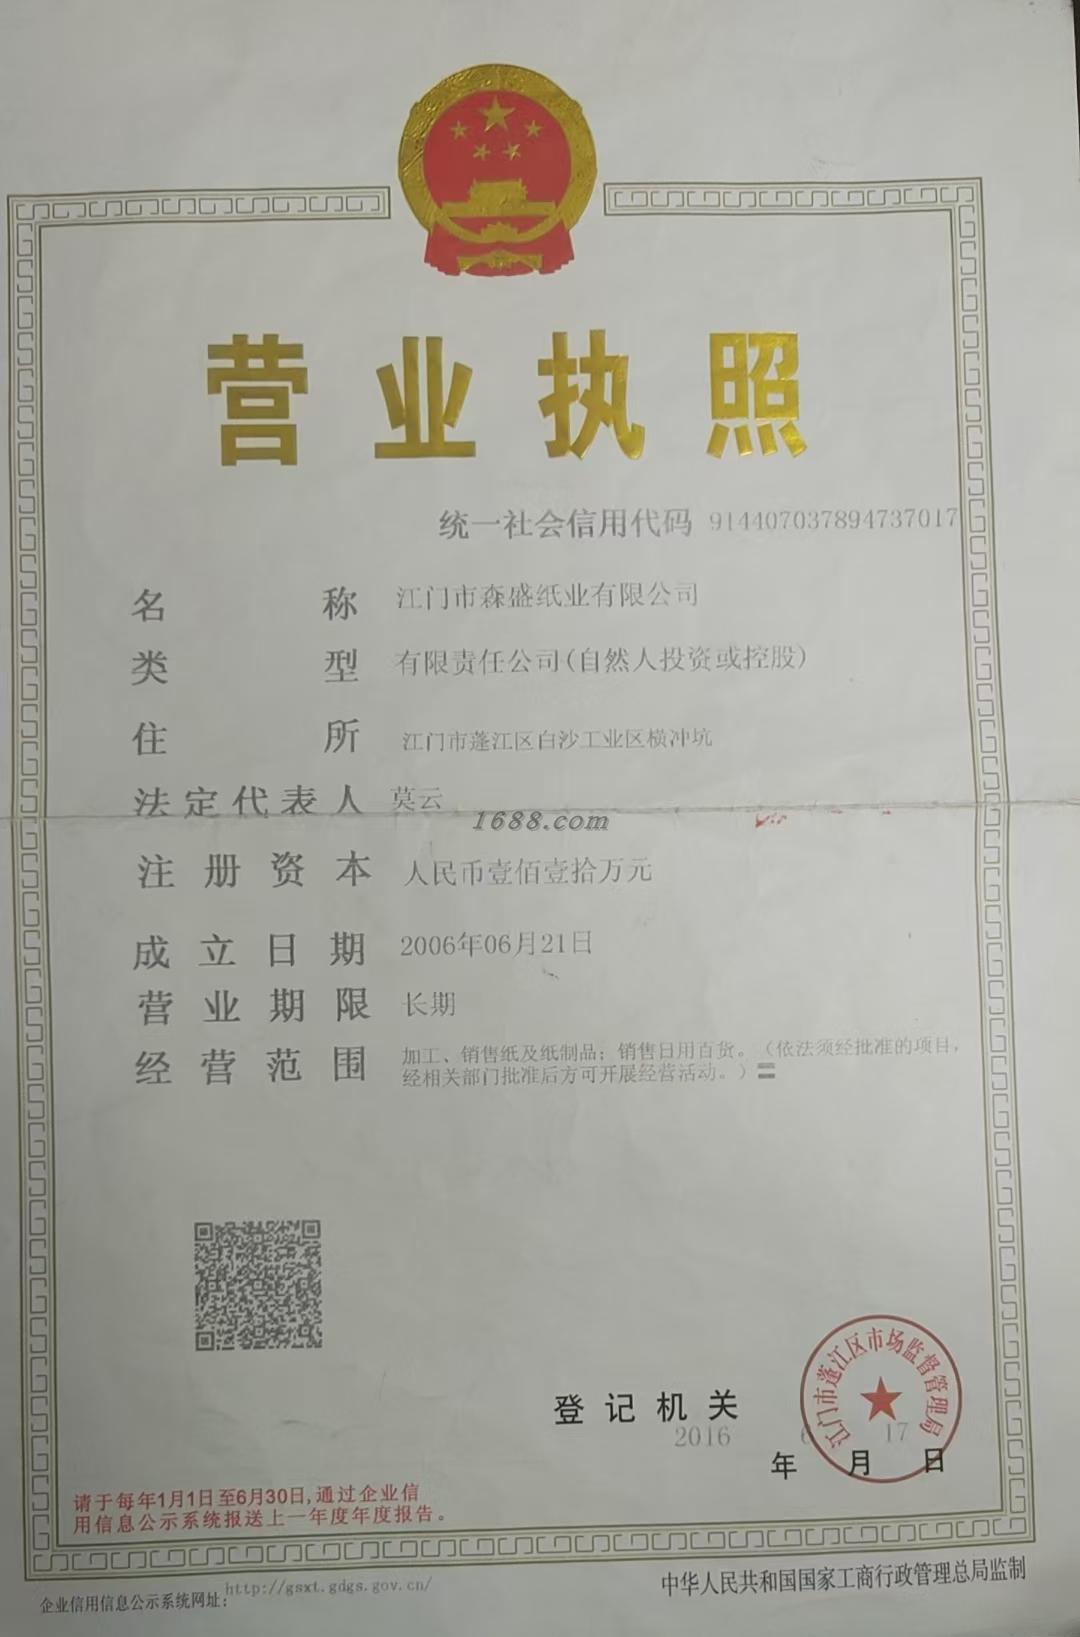 营业执照
统一社会信用代码 914407037894737017
名称 江门市森盛纸业有限公司
类型 有限责任公司(自然人投资或控股)
住所 江门市蓬江区白沙工业区横冲坑
法定代表人 莫云
1688.com
注册资本 人民币壹佰壹拾万元
成立日期 2006年06月21日
营业期限 长期
经营范围 加工、销售纸及纸制品；销售日用百货。（依法须经批准的项目，
经相关部门批准后方可开展经营活动。）〓
江门市蓬江区市场监督管理局
登记机关
2016 6 17
年 月 日
请于每年1月1日至6月30日,通过企业信
用信息公示系统报送上一年度年度报告。
企业信用信息公示系统网址: http://gsxt.gdgs.gov.cn/
中华人民共和国国家工商行政管理总局监制